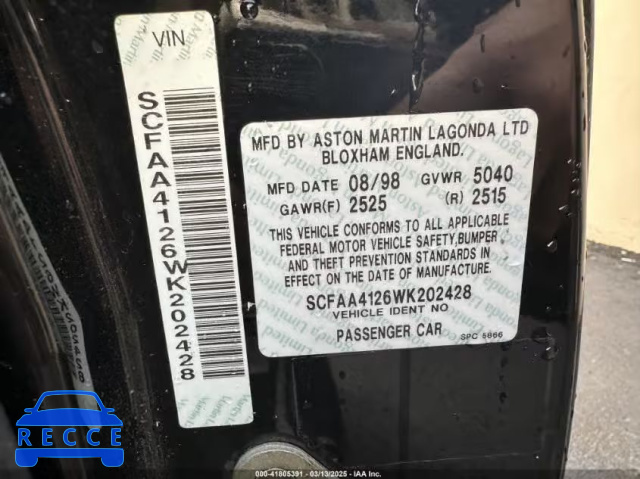 VIN
SCFAA4126WK202428
MFD BY ASTON MARTIN LAGONDA LTD
BLOXHAM ENGLAND.
MFD DATE 08/98 GVWR 5040
GAWR(F) 2525 (R) 2515
THIS VEHICLE CONFORMS TO ALL APPLICABLE
FEDERAL MOTOR VEHICLE SAFETY,BUMPER
AND THEFT PREVENTION STANDARDS IN
EFFECT ON THE DATE OF MANUFACTURE.
SCFAA4126WK202428
VEHICLE IDENT NO
PASSENGER CAR
SPC 5866
RECCE
000-41805391 - 03/13/2025 - IAA Inc.